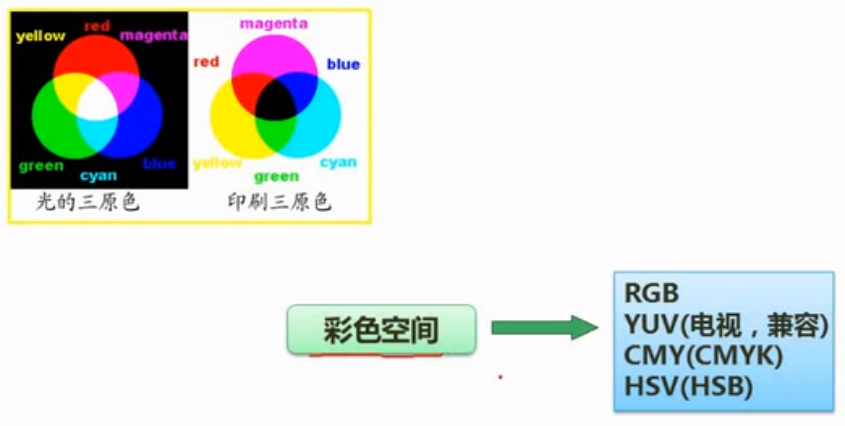 red
yellow
magenta
green
blue
cyan
光的三原色
magenta
red
blue
yellow
cyan
green
印刷三原色
彩色空间
RGB
YUV(电视，兼容)
CMY(CMYK)
HSV(HSB)